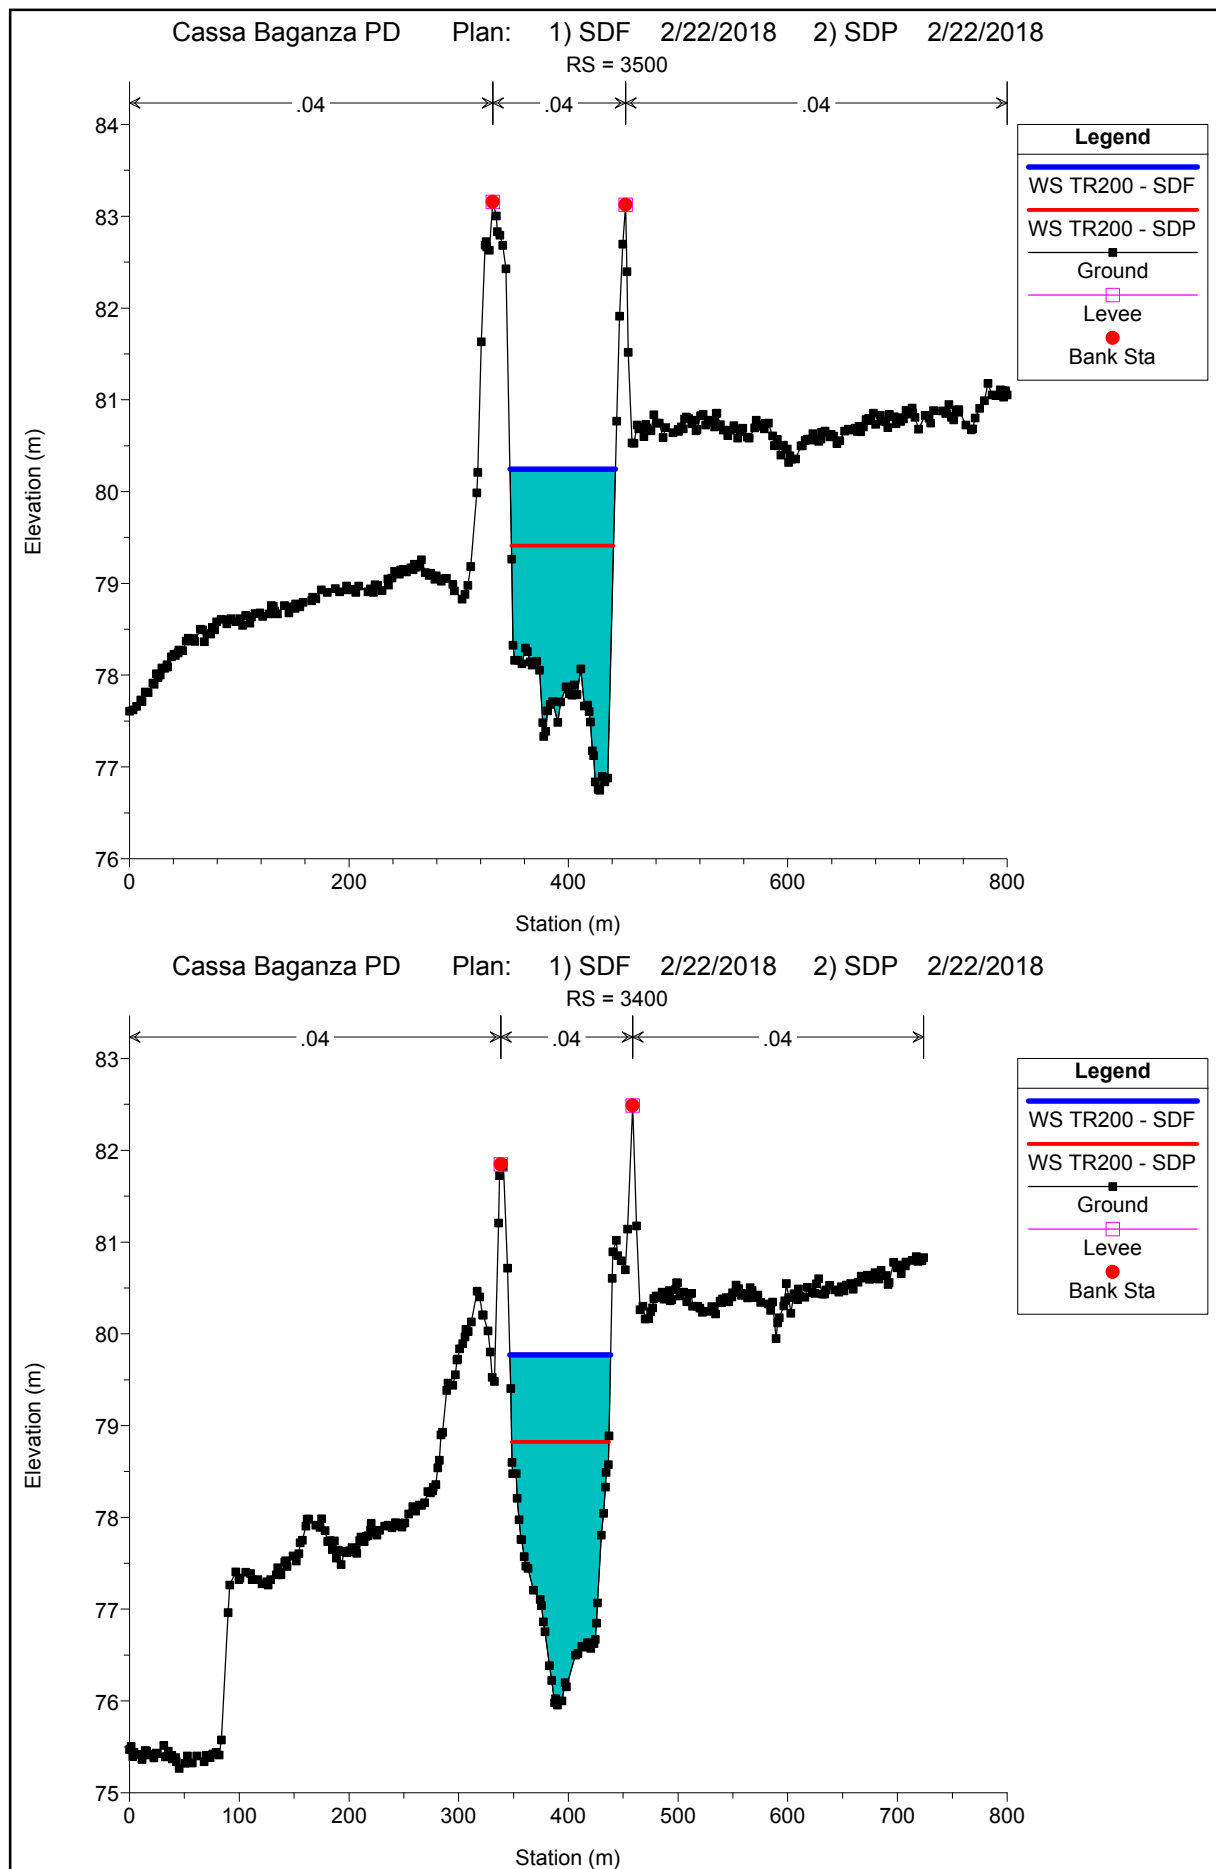 Cassa Baganza PD Plan: 1) SDF 2/22/2018 2) SDP 2/22/2018
RS = 3500
.04 .04 .04
84
83
82
81
80
79
78
77
76
Elevation (m)
0 200 400 600 800
Station (m)
Legend
WS TR200 - SDF
WS TR200 - SDP
Ground
Levee
Bank Sta
Cassa Baganza PD Plan: 1) SDF 2/22/2018 2) SDP 2/22/2018
RS = 3400
.04 .04 .04
83
82
81
80
79
78
77
76
75
Elevation (m)
0 100 200 300 400 500 600 700 800
Station (m)
Legend
WS TR200 - SDF
WS TR200 - SDP
Ground
Levee
Bank Sta